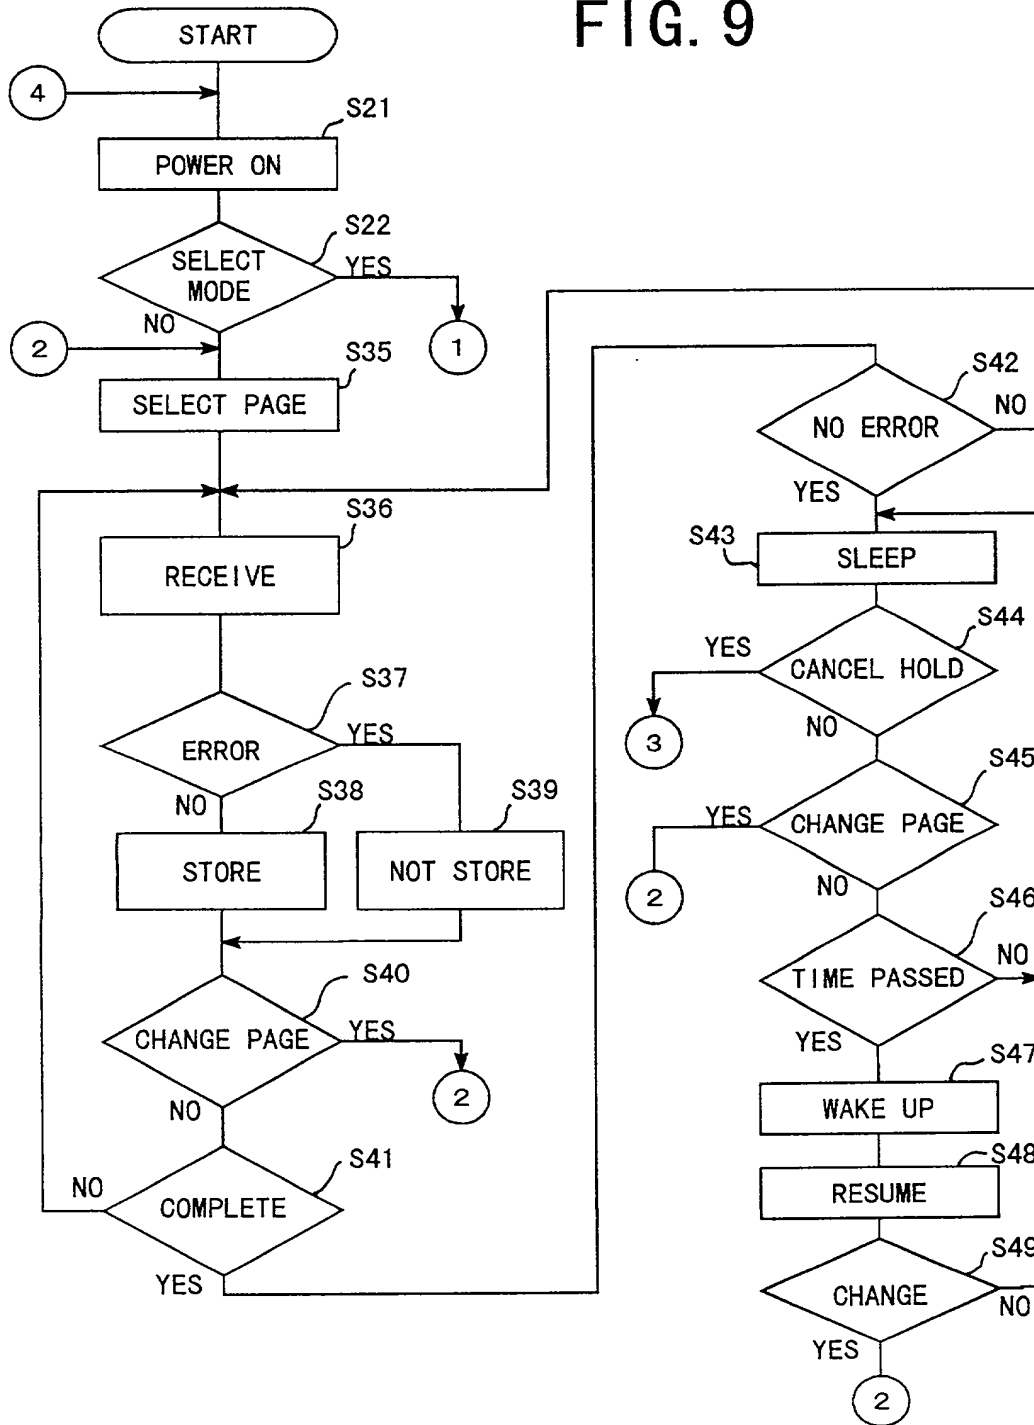 FIG. 9
START
4
S21
POWER ON
S22
SELECT
MODE
YES
NO
1
2
S35
SELECT PAGE
S36
RECEIVE
S37
ERROR
YES
NO
S38
STORE
S39
NOT STORE
S40
CHANGE PAGE
YES
2
NO
S41
NO
COMPLETE
YES
S42
NO ERROR
NO
YES
S43
SLEEP
S44
YES
CANCEL HOLD
3
NO
S45
YES
CHANGE PAGE
2
NO
S46
TIME PASSED
NO
YES
S47
WAKE UP
S48
RESUME
S49
CHANGE
NO
YES
2